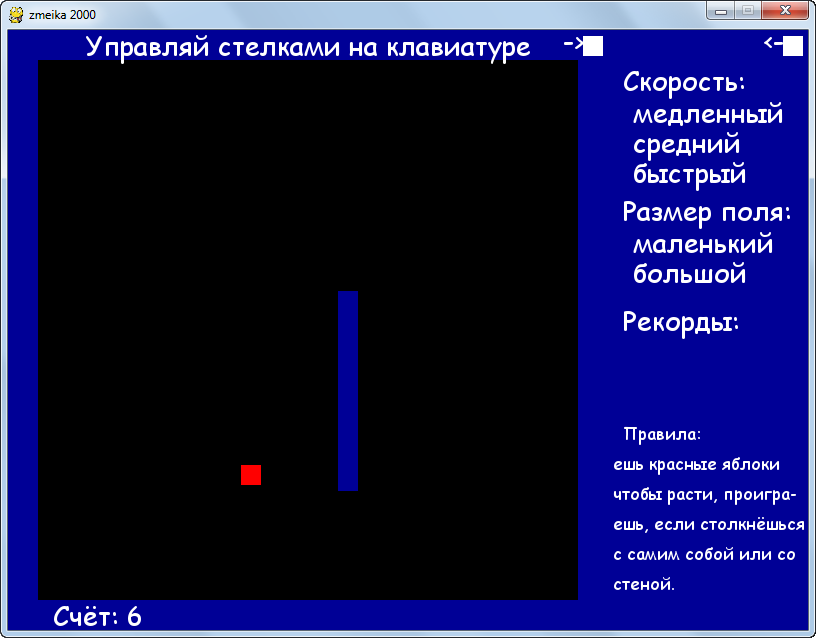 zmeika 2000
Управляй стелками на клавиатуре -> <-
Скорость:
медленный
средний
быстрый
Размер поля:
маленький
большой
Рекорды:
Правила:
ешь красные яблоки
чтобы расти, проигра-
ешь, если столкнёшься
с самим собой или со
стеной.
Счёт: 6